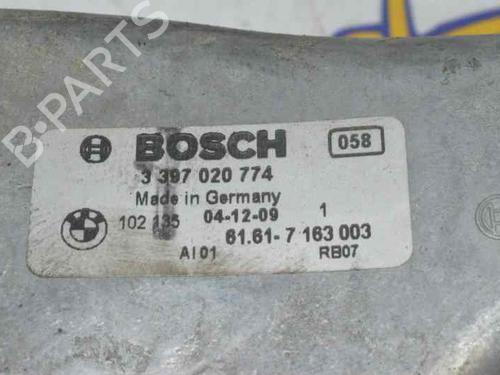 BOSCH 058
3 397 020 774
Made in Germany
102 135 04-12-09 1
61.61-7 163 003
AI01 RB07
B-PARTS